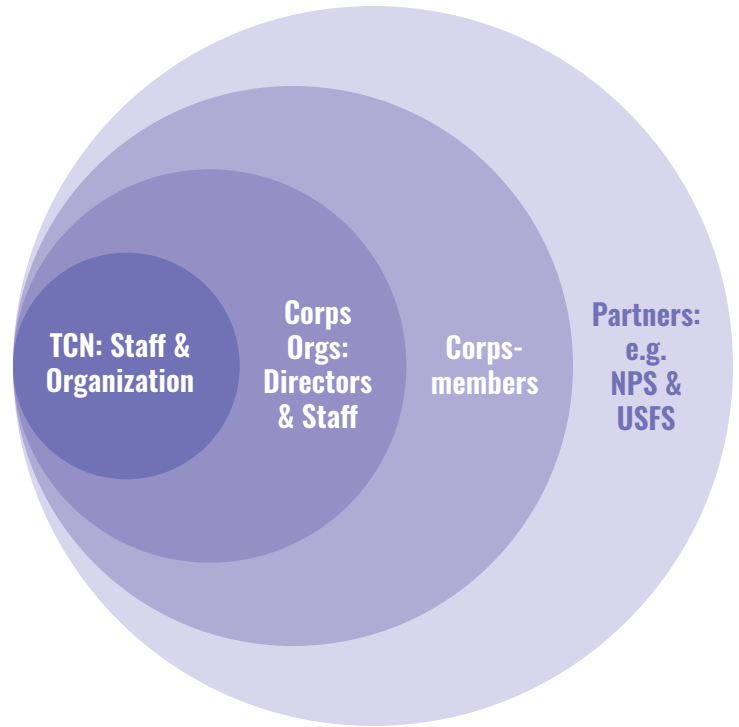 TCN: Staff &
Organization
Corps
Orgs:
Directors
& Staff
Corps-
members
Partners:
e.g.
NPS &
USFS